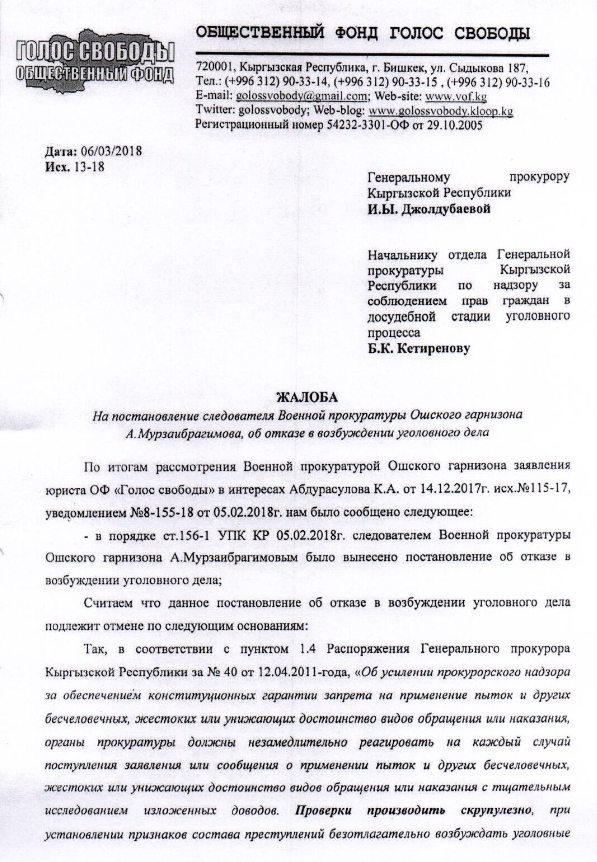 ГОЛОС СВОБОДЫ
ОБЩЕСТВЕННЫЙ ФОНД
ОБЩЕСТВЕННЫЙ ФОНД ГОЛОС СВОБОДЫ
720001, Кыргызская Республика, г. Бишкек, ул. Сыдыкова 187,
Тел.: (+996 312) 90-33-14, (+996 312) 90-33-15 , (+996 312) 90-33-16
E-mail: golossvobody@gmail.com; Web-site: www.vof.kg
Twitter: golossvobody; Web-blog: www.golossvobody.kloop.kg
Регистрационный номер 54232-3301-ОФ от 29.10.2005
Дата: 06/03/2018
Исх. 13-18
Генеральному прокурору
Кыргызской Республики
И.Ы. Джолдубаевой
Начальнику отдела Генеральной
прокуратуры Кыргызской
Республики по надзору за
соблюдением прав граждан в
досудебной стадии уголовного
процесса
Б.К. Кетиренову
ЖАЛОБА
На постановление следователя Военной прокуратуры Ошского гарнизона
А.Мурзаибрагимова, об отказе в возбуждении уголовного дела
По итогам рассмотрения Военной прокуратурой Ошского гарнизона заявления
юриста ОФ «Голос свободы» в интересах Абдурасулова К.А. от 14.12.2017г. исх.№115-17,
уведомлением №8-155-18 от 05.02.2018г. нам было сообщено следующее:
- в порядке ст.156-1 УПК КР 05.02.2018г. следователем Военной прокуратуры
Ошского гарнизона А.Мурзаибрагимовым было вынесено постановление об отказе в
возбуждении уголовного дела;
Считаем что данное постановление об отказе в возбуждении уголовного дела
подлежит отмене по следующим основаниям:
Так, в соответствии с пунктом 1.4 Распоряжения Генерального прокурора
Кыргызской Республики за № 40 от 12.04.2011-года, «Об усилении прокурорского надзора
за обеспечением конституционных гарантии запрета на применение пыток и других
бесчеловечных, жестоких или унижающих достоинство видов обращения или наказания,
органы прокуратуры должны незамедлительно реагировать на каждый случай
поступления заявления или сообщения о применении пыток и других бесчеловечных,
жестоких или унижающих достоинство видов обращения или наказания с тщательным
исследованием изложенных доводов. Проверки производить скрупулезно, при
установлении признаков состава преступлений безотлагательно возбуждать уголовные